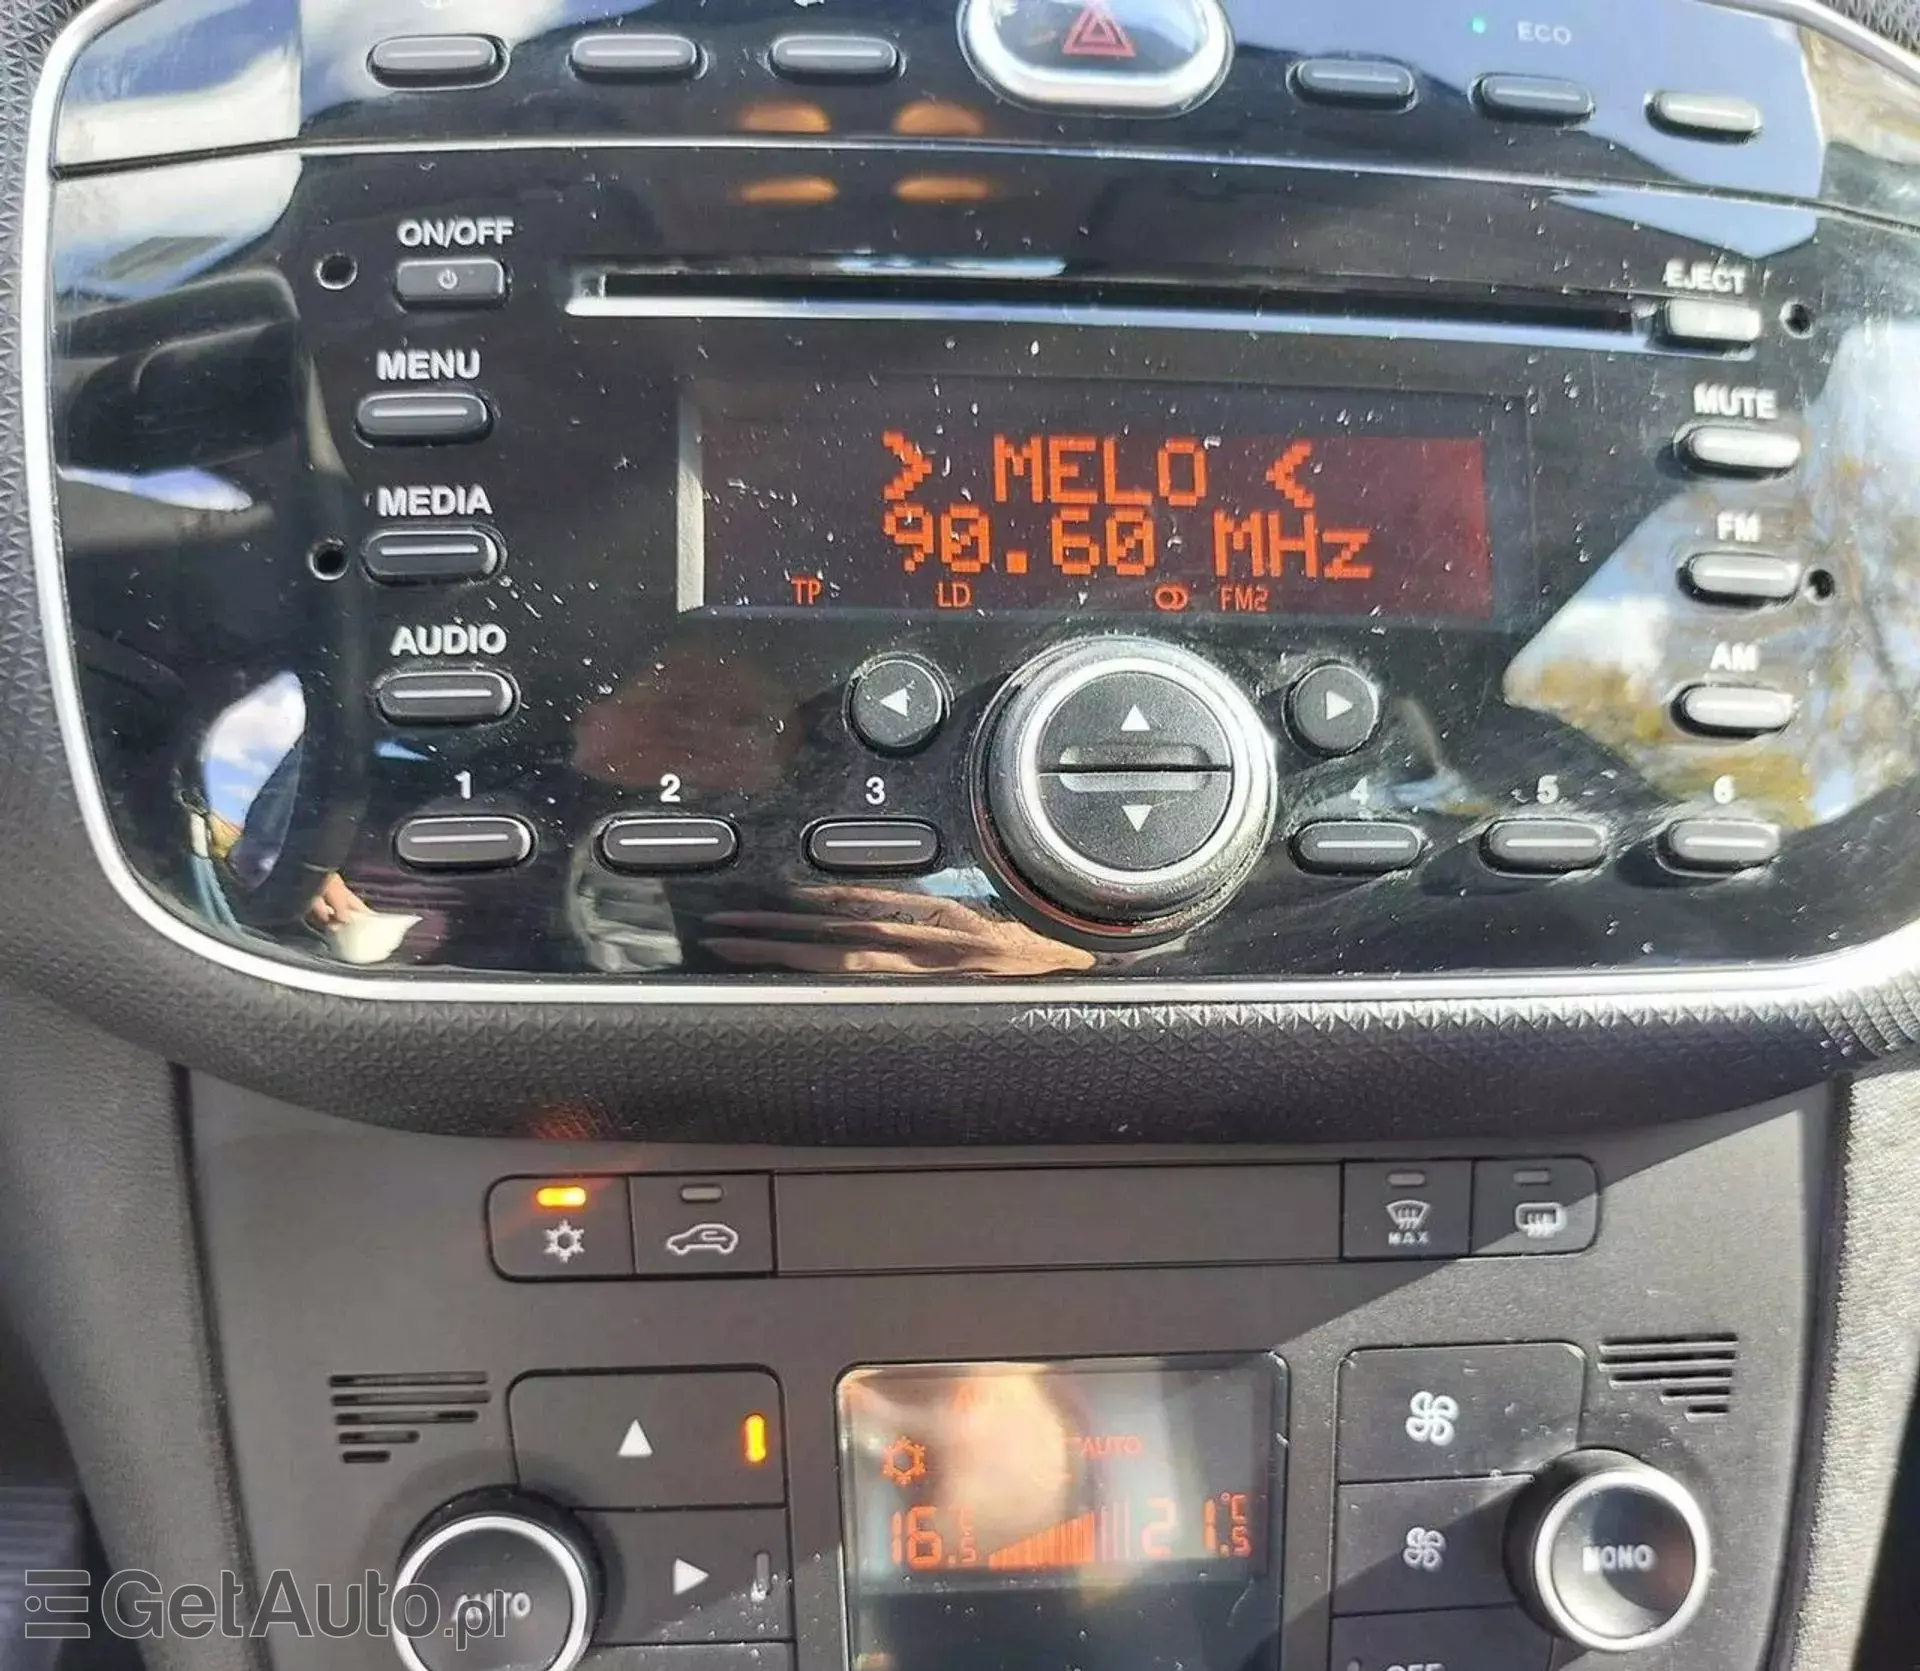 ECO
ON/OFF
EJECT
MENU
MUTE
> MELO <
MEDIA
FM
90.60 MHz
TP LD FM2
AUDIO
AM
1 2 3 4 5 6
MAX
AUTO
16.5 21.5°C
AUTO
MONO
GetAuto.pl